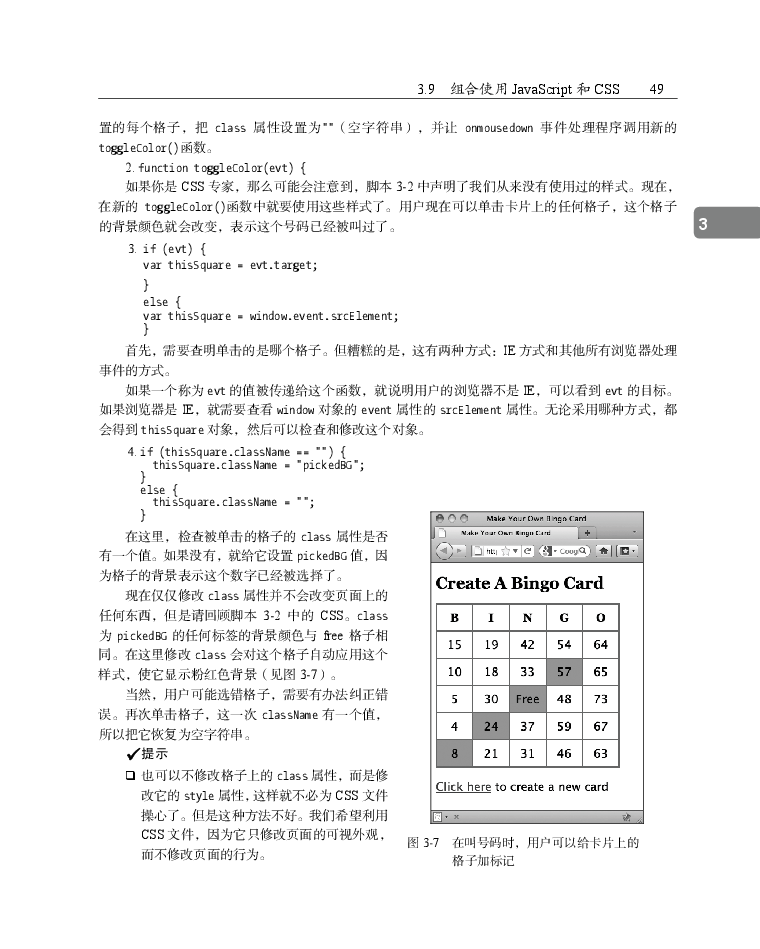 3.9 组合使用 JavaScript 和 CSS 49
置的每个格子，把 class 属性设置为""（空字符串），并让 onmousedown 事件处理程序调用新的
toggleColor()函数。
2. function toggleColor(evt) {
如果你是 CSS 专家，那么可能会注意到，脚本 3-2 中声明了我们从来没有使用过的样式。现在，
在新的 toggleColor()函数中就要使用这些样式了。用户现在可以单击卡片上的任何格子，这个格子
的背景颜色就会改变，表示这个号码已经被叫过了。
3
3. if (evt) {
var thisSquare = evt.target;
}
else {
var thisSquare = window.event.srcElement;
}
首先，需要查明单击的是哪个格子。但糟糕的是，这有两种方式：IE 方式和其他所有浏览器处理
事件的方式。
如果一个称为 evt 的值被传递给这个函数，就说明用户的浏览器不是 IE，可以看到 evt 的目标。
如果浏览器是 IE，就需要查看 window 对象的 event 属性的 srcElement 属性。无论采用哪种方式，都
会得到 thisSquare 对象，然后可以检查和修改这个对象。
4. if (thisSquare.className == "") {
thisSquare.className = "pickedBG";
}
else {
thisSquare.className = "";
}
在这里，检查被单击的格子的 class 属性是否
有一个值。如果没有，就给它设置 pickedBG 值，因
为格子的背景表示这个数字已经被选择了。
现在仅仅修改 class 属性并不会改变页面上的
任何东西，但是请回顾脚本 3-2 中的 CSS。class
为 pickedBG 的任何标签的背景颜色与 free 格子相
同。在这里修改 class 会对这个格子自动应用这个
样式，使它显示粉红色背景（见图 3-7）。
当然，用户可能选错格子，需要有办法纠正错
误。再次单击格子，这一次 className 有一个值，
所以把它恢复为空字符串。
✓提示
❑ 也可以不修改格子上的 class 属性，而是修
改它的 style 属性，这样就不必为 CSS 文件
操心了。但是这种方法不好。我们希望利用
CSS 文件，因为它只修改页面的可视外观，
而不修改页面的行为。
Make Your Own Bingo Card
Make Your Own Bingo Card +
htt Goog
Create A Bingo Card
B I N G O
15 19 42 54 64
10 18 33 57 65
5 30 Free 48 73
4 24 37 59 67
8 21 31 46 63
Click here to create a new card
图 3-7 在叫号码时，用户可以给卡片上的
格子加标记